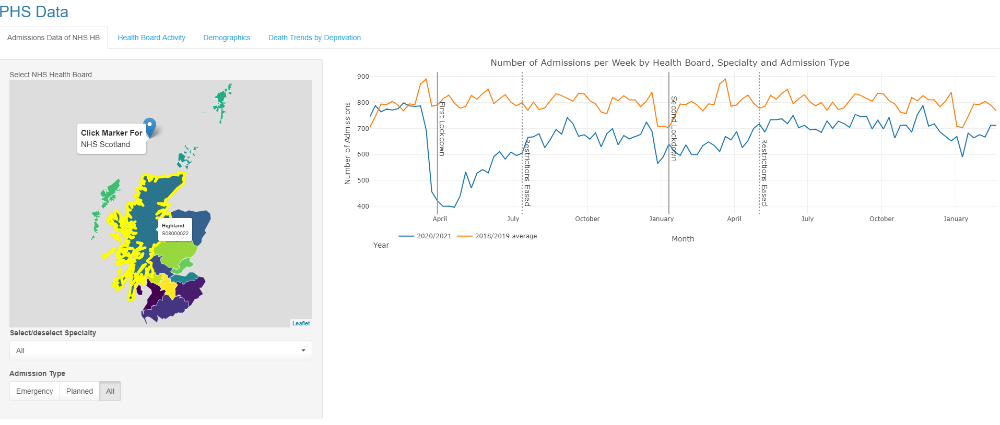 PHS Data
Admissions Data of NHS HB
Health Board Activity
Demographics
Death Trends by Deprivation
Select NHS Health Board
Click Marker For
NHS Scotland
Highland
S08000022
Leaflet
Select/deselect Specialty
All
Admission Type
Emergency
Planned
All
Number of Admissions per Week by Health Board, Specialty and Admission Type
Number of Admissions
900
800
700
600
500
400
First Lockdown
Restrictions Eased
Second Lockdown
Restrictions Eased
April
July
October
January
April
July
October
January
2020/2021
2018/2019 average
Year
Month